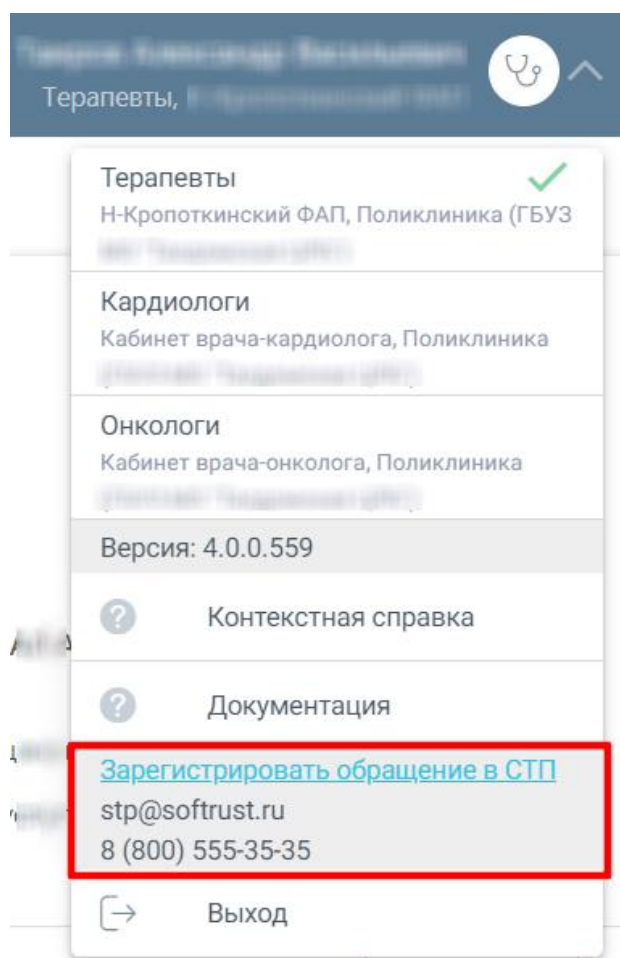 Терапевты,
Терапевты
Н-Кропоткинский ФАП, Поликлиника (ГБУЗ
Кардиологи
Кабинет врача-кардиолога, Поликлиника
Онкологи
Кабинет врача-онколога, Поликлиника
Версия: 4.0.0.559
Контекстная справка
Документация
Зарегистрировать обращение в СТП
stp@softrust.ru
8 (800) 555-35-35
Выход